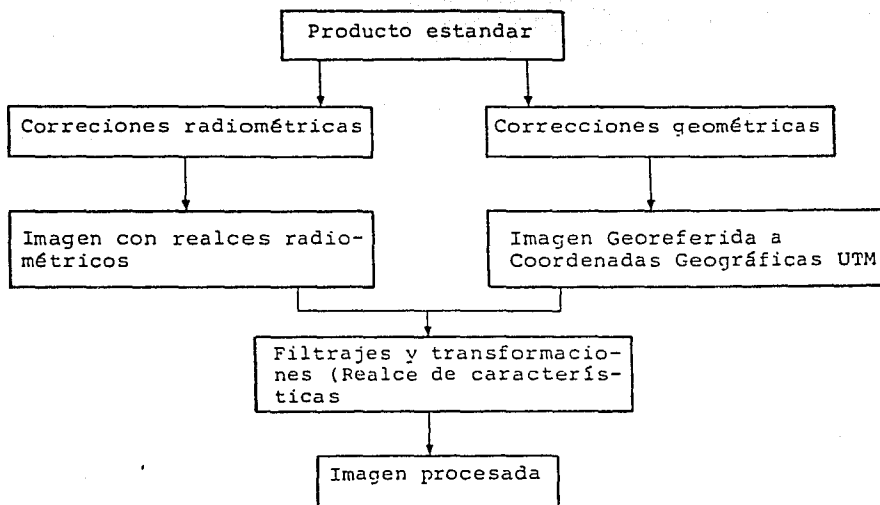 Producto estandar
Correciones radiométricas
Correcciones geométricas
Imagen con realces radio-
métricos
Imagen Georeferida a
Coordenadas Geográficas UTM
Filtrajes y transformacio-
nes (Realce de caracterís-
ticas
Imagen procesada